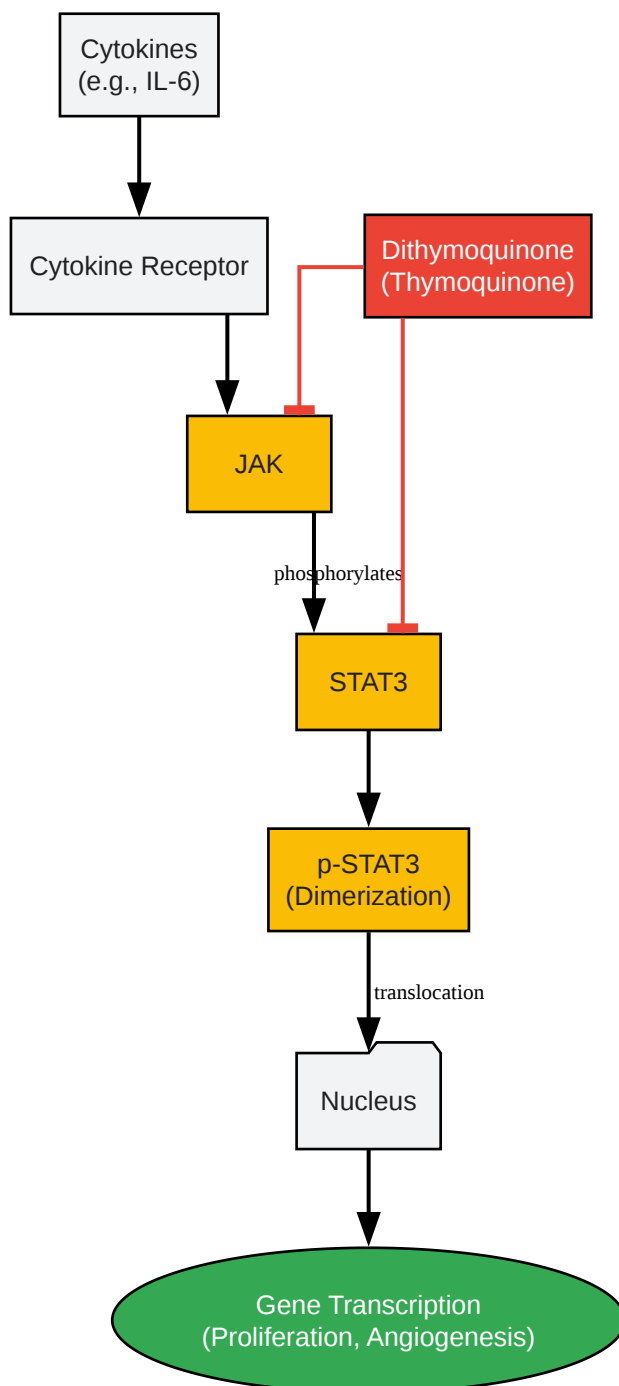 Cytokines
(e.g., IL-6)
Cytokine Receptor
Dithymoquinone
(Thymoquinone)
JAK
phosphorylates
STAT3
p-STAT3
(Dimerization)
translocation
Nucleus
Gene Transcription
(Proliferation, Angiogenesis)